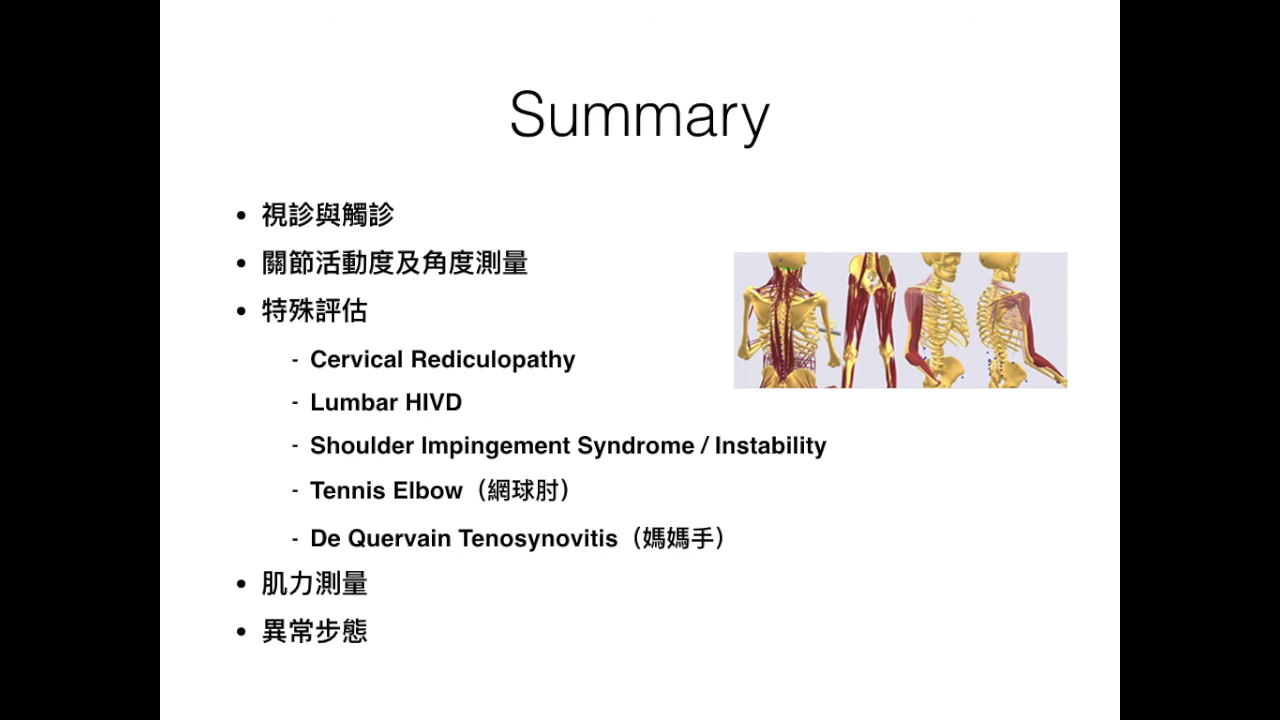 Summary
• 視診與觸診
• 關節活動度及角度測量
• 特殊評估
- Cervical Rediculopathy
- Lumbar HIVD
- Shoulder Impingement Syndrome / Instability
- Tennis Elbow（網球肘）
- De Quervain Tenosynovitis（媽媽手）
• 肌力測量
• 異常步態